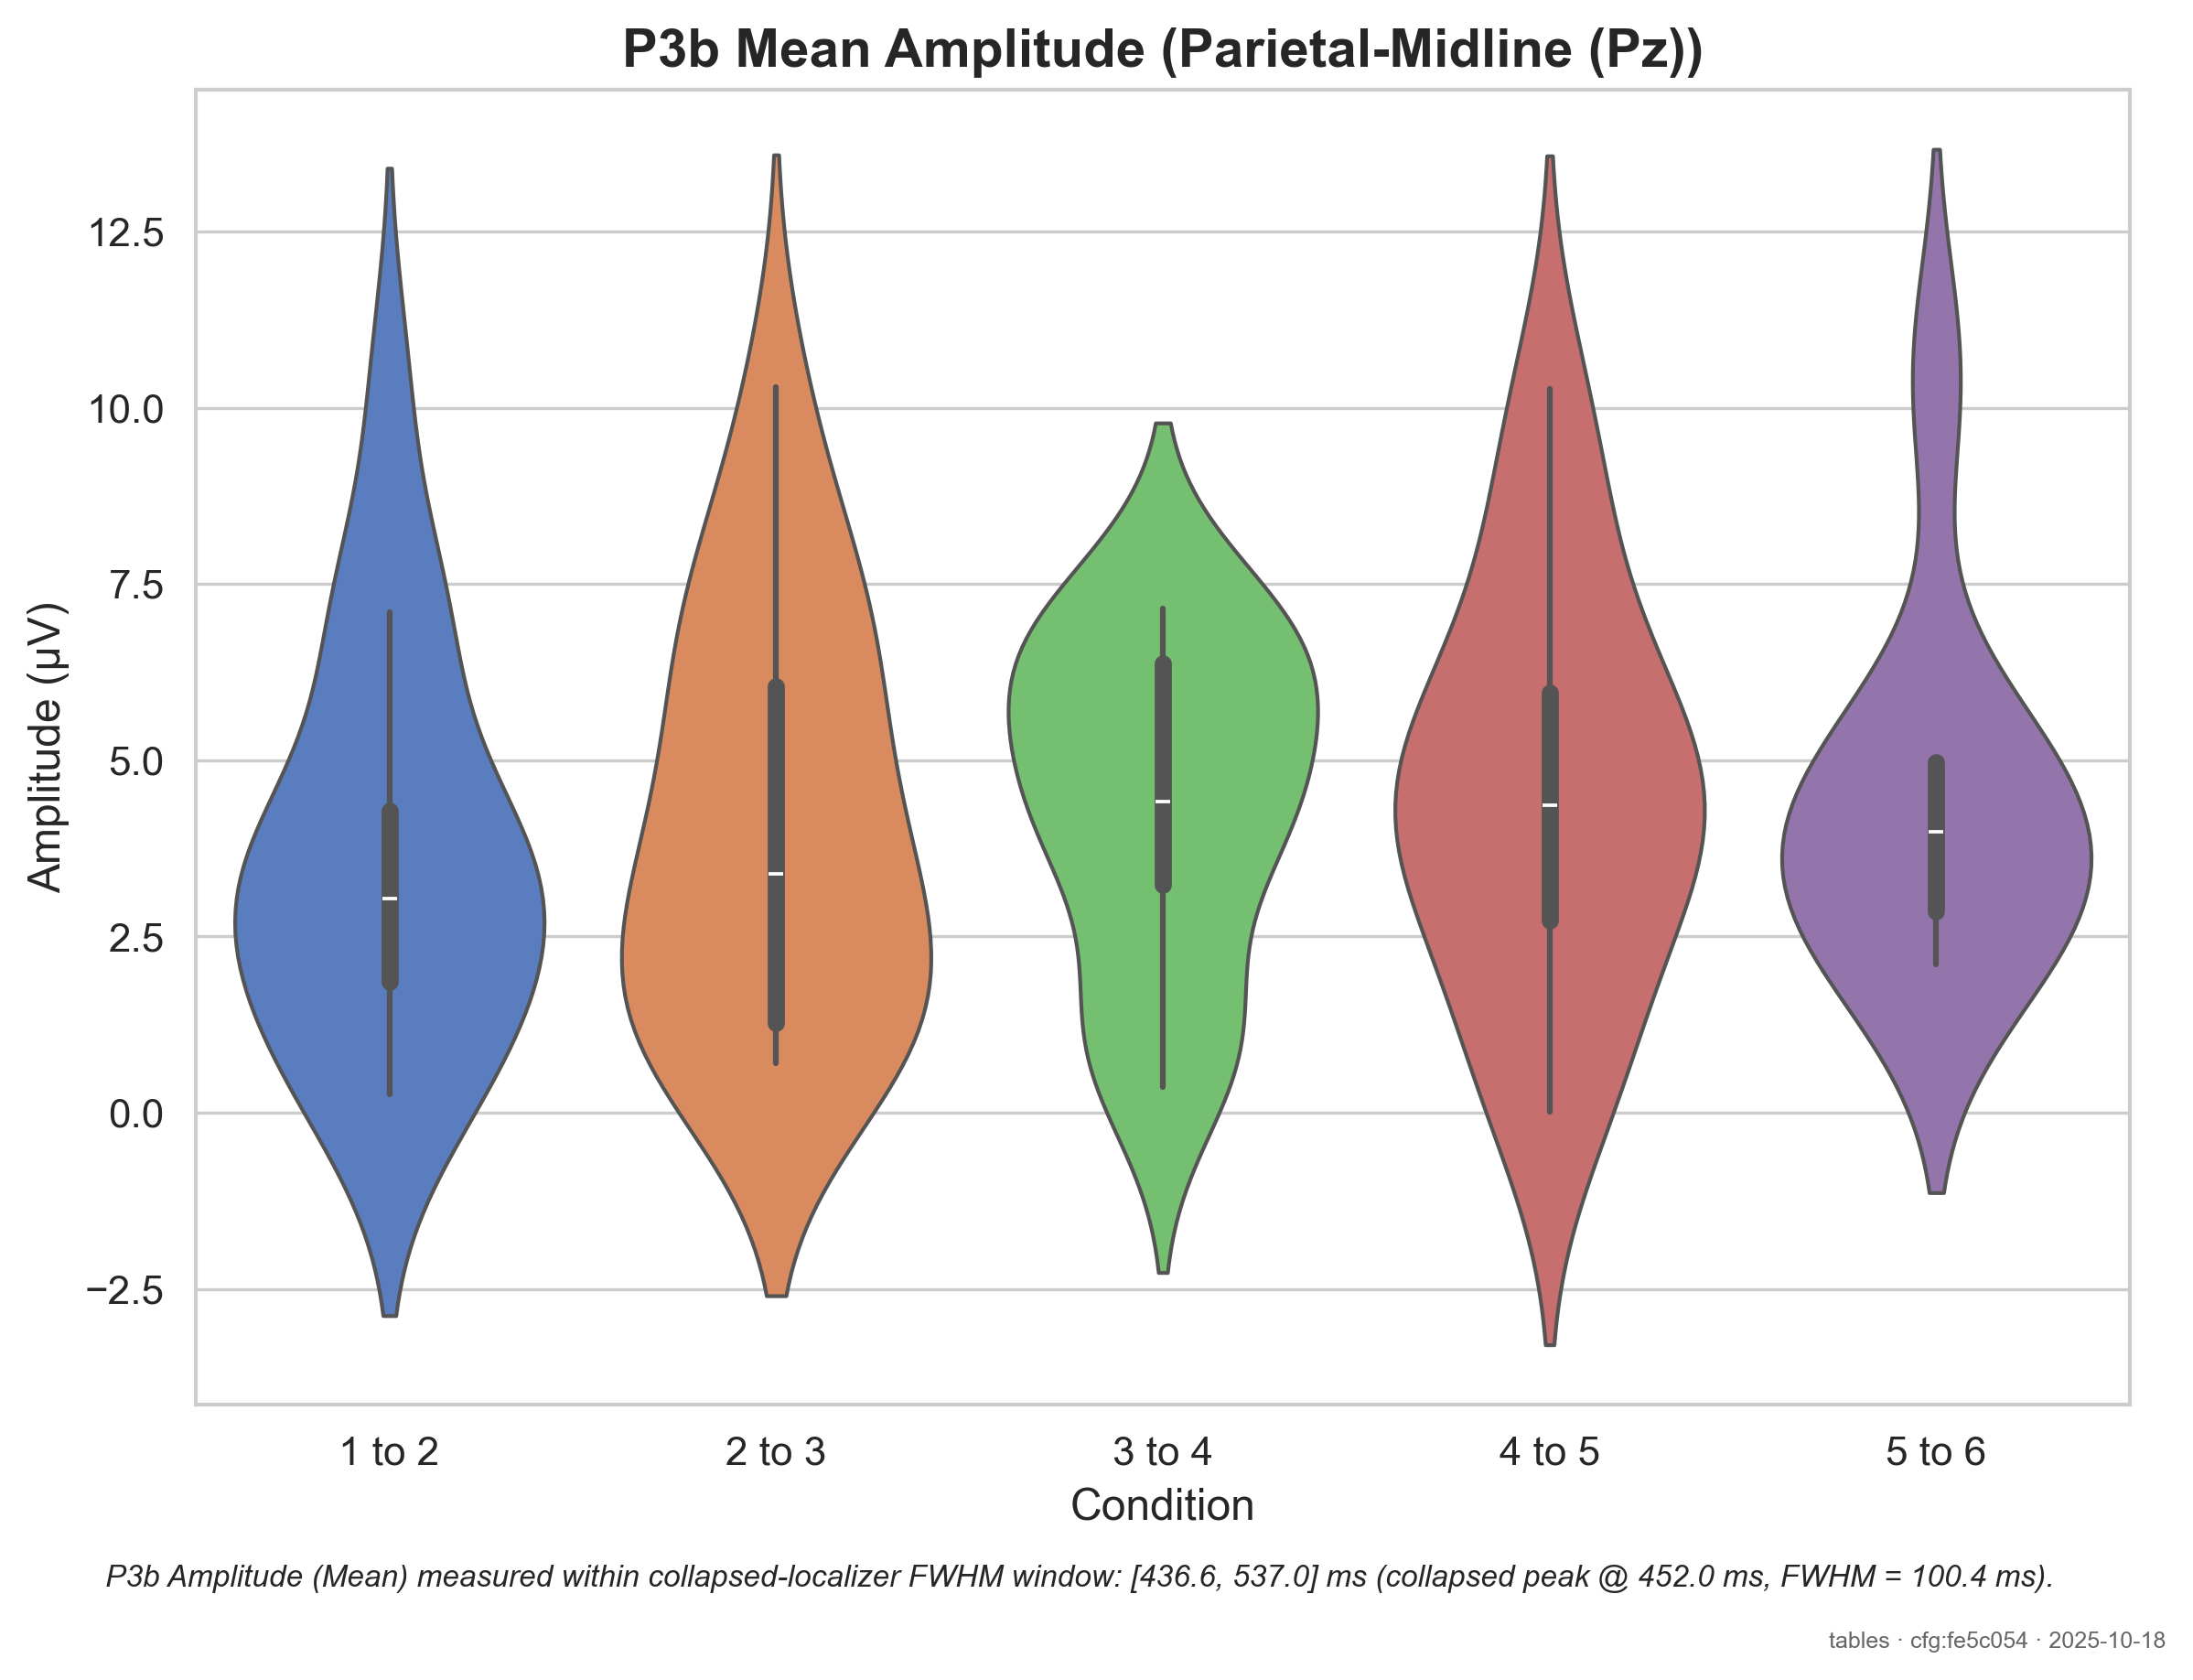 P3b Mean Amplitude (Parietal-Midline (Pz))
Amplitude (µV)
12.5
10.0
7.5
5.0
2.5
0.0
−2.5
1 to 2
2 to 3
3 to 4
4 to 5
5 to 6
Condition
P3b Amplitude (Mean) measured within collapsed-localizer FWHM window: [436.6, 537.0] ms (collapsed peak @ 452.0 ms, FWHM = 100.4 ms).
tables · cfg:fe5c054 · 2025-10-18